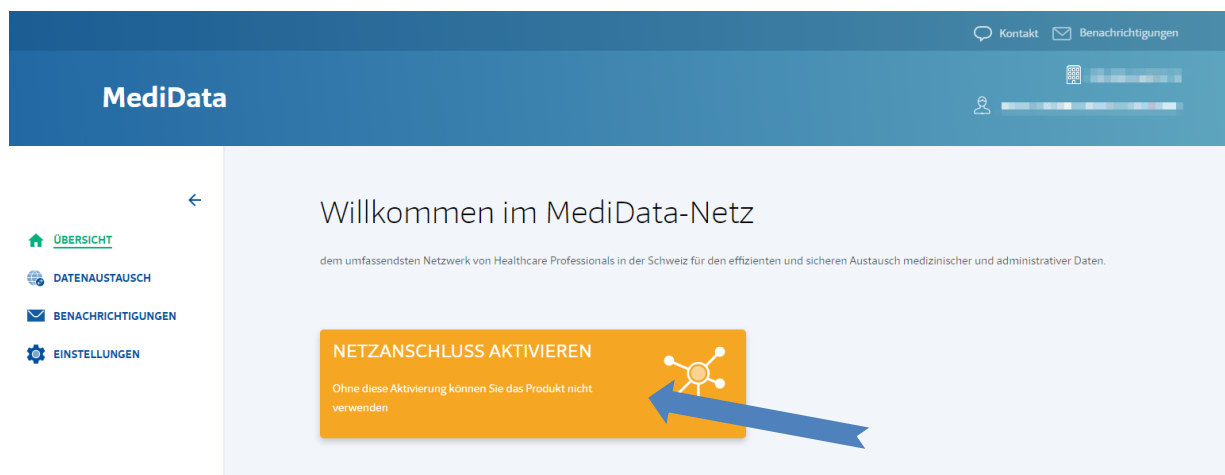 Kontakt Benachrichtigungen
MediData
Willkommen im MediData-Netz
ÜBERSICHT
dem umfassendsten Netzwerk von Healthcare Professionals in der Schweiz für den effizienten und sicheren Austausch medizinischer und administrativer Daten.
DATENAUSTAUSCH
BENACHRICHTIGUNGEN
EINSTELLUNGEN
NETZANSCHLUSS AKTIVIEREN
Ohne diese Aktivierung können Sie das Produkt nicht
verwenden